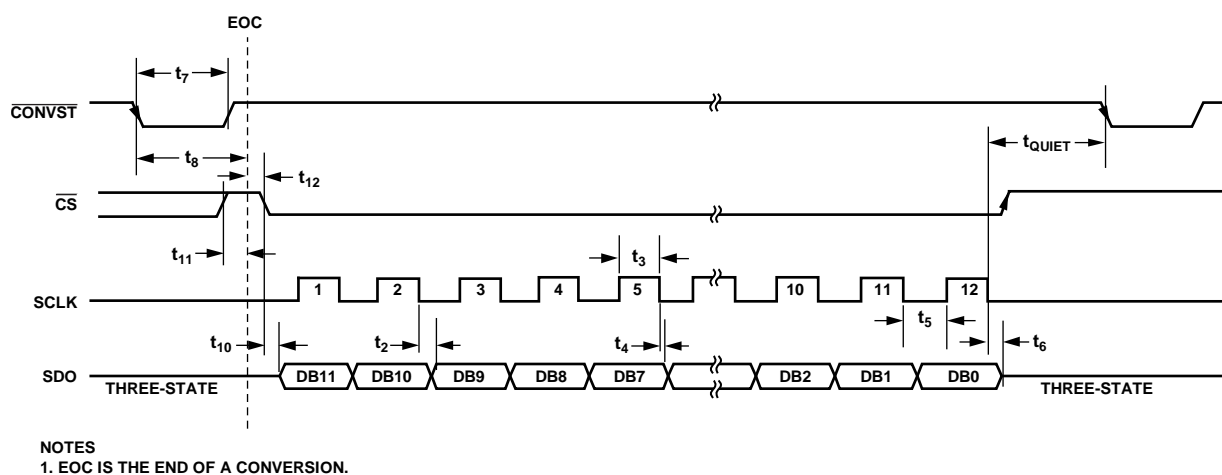 EOC
t7
CONVST
t8
tQUIET
t12
CS
t11
t3
1 2 3 4 5 10 11 12
SCLK
t5
t10
t2
t4
t6
SDO
DB11 DB10 DB9 DB8 DB7 DB2 DB1 DB0
THREE-STATE THREE-STATE
NOTES
1. EOC IS THE END OF A CONVERSION.